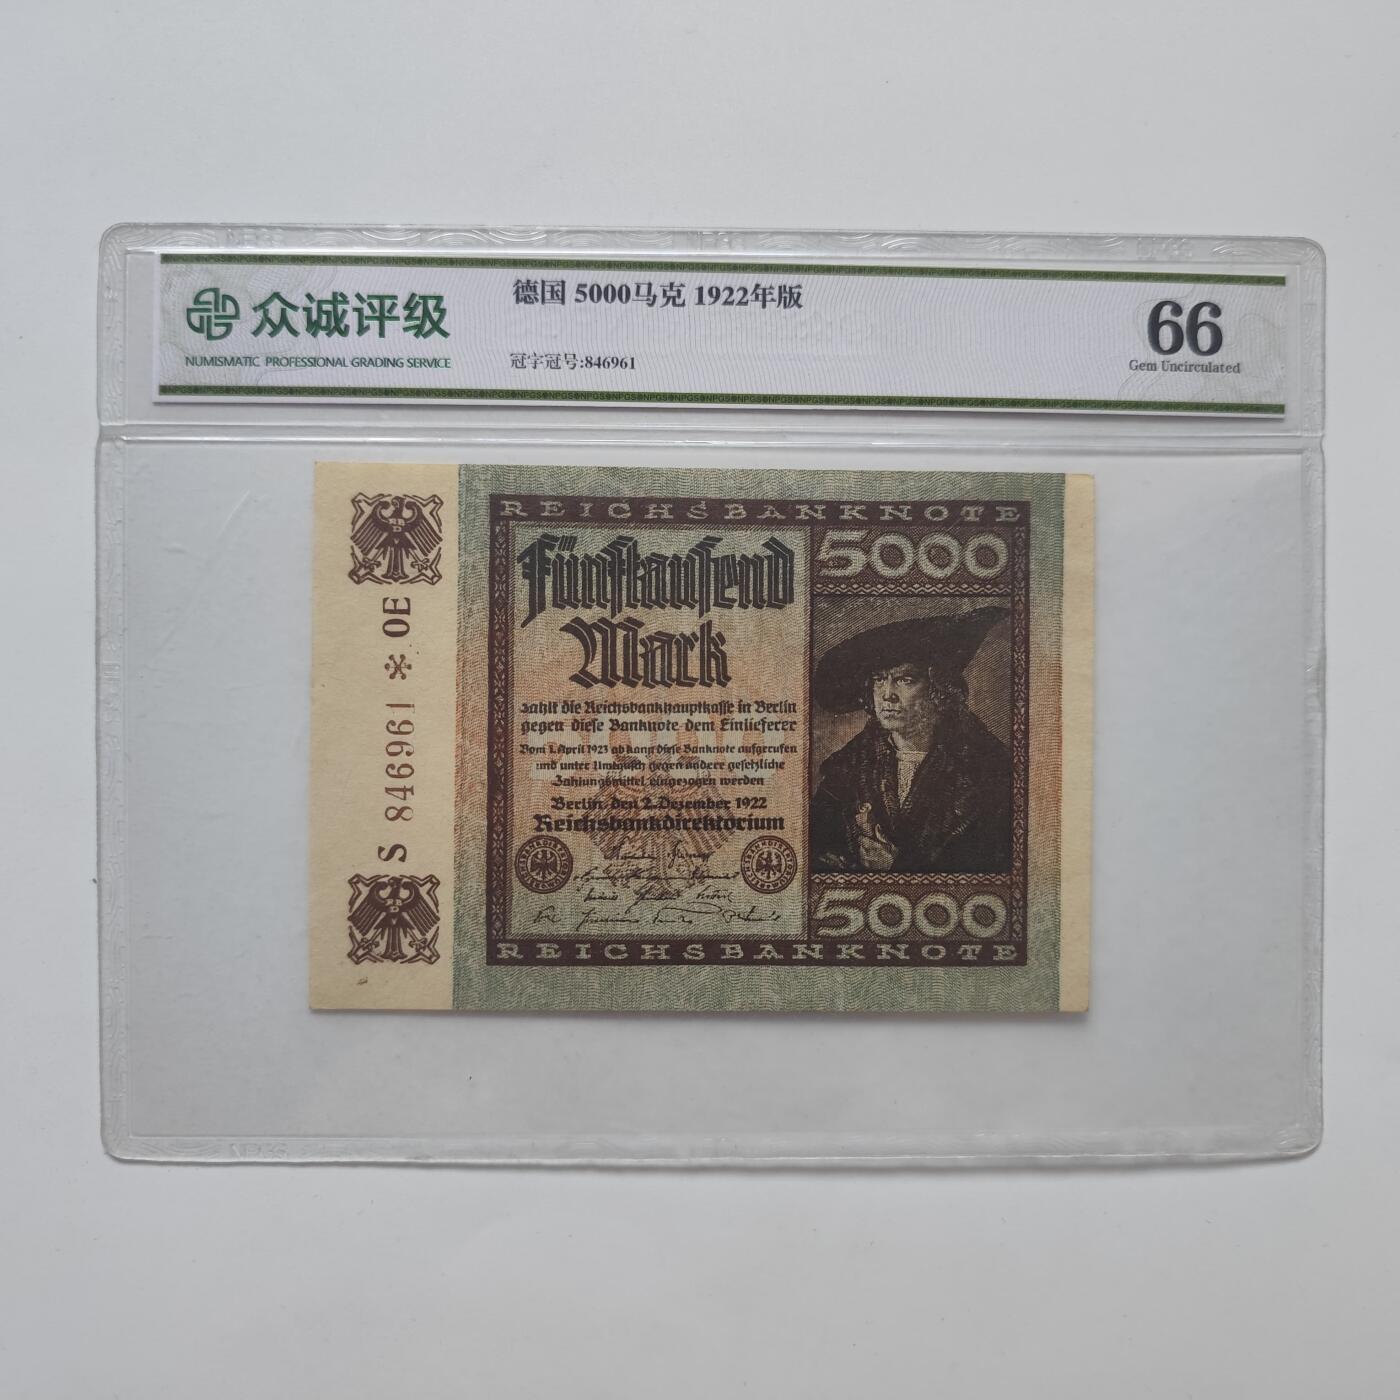 众诚评级
NUMISMATIC PROFESSIONAL GRADING SERVICE
德国 5000马克 1922年版
冠字冠号:846961
66
Gem Uncirculated
REICHSBANKNOTE
Fünftausend
Mark
5000
zahlt die Reichsbankhauptkasse in Berlin
gegen diese Banknote dem Einlieferer
Vom 1. April 1923 ab kann diese Banknote aufgerufen
und unter Umtausch gegen andere gesetzliche
Zahlungsmittel eingezogen werden
Berlin, den 2. Dezember 1922
Reichsbankdirektorium
5000
REICHSBANKNOTE
S 846961 * 0E